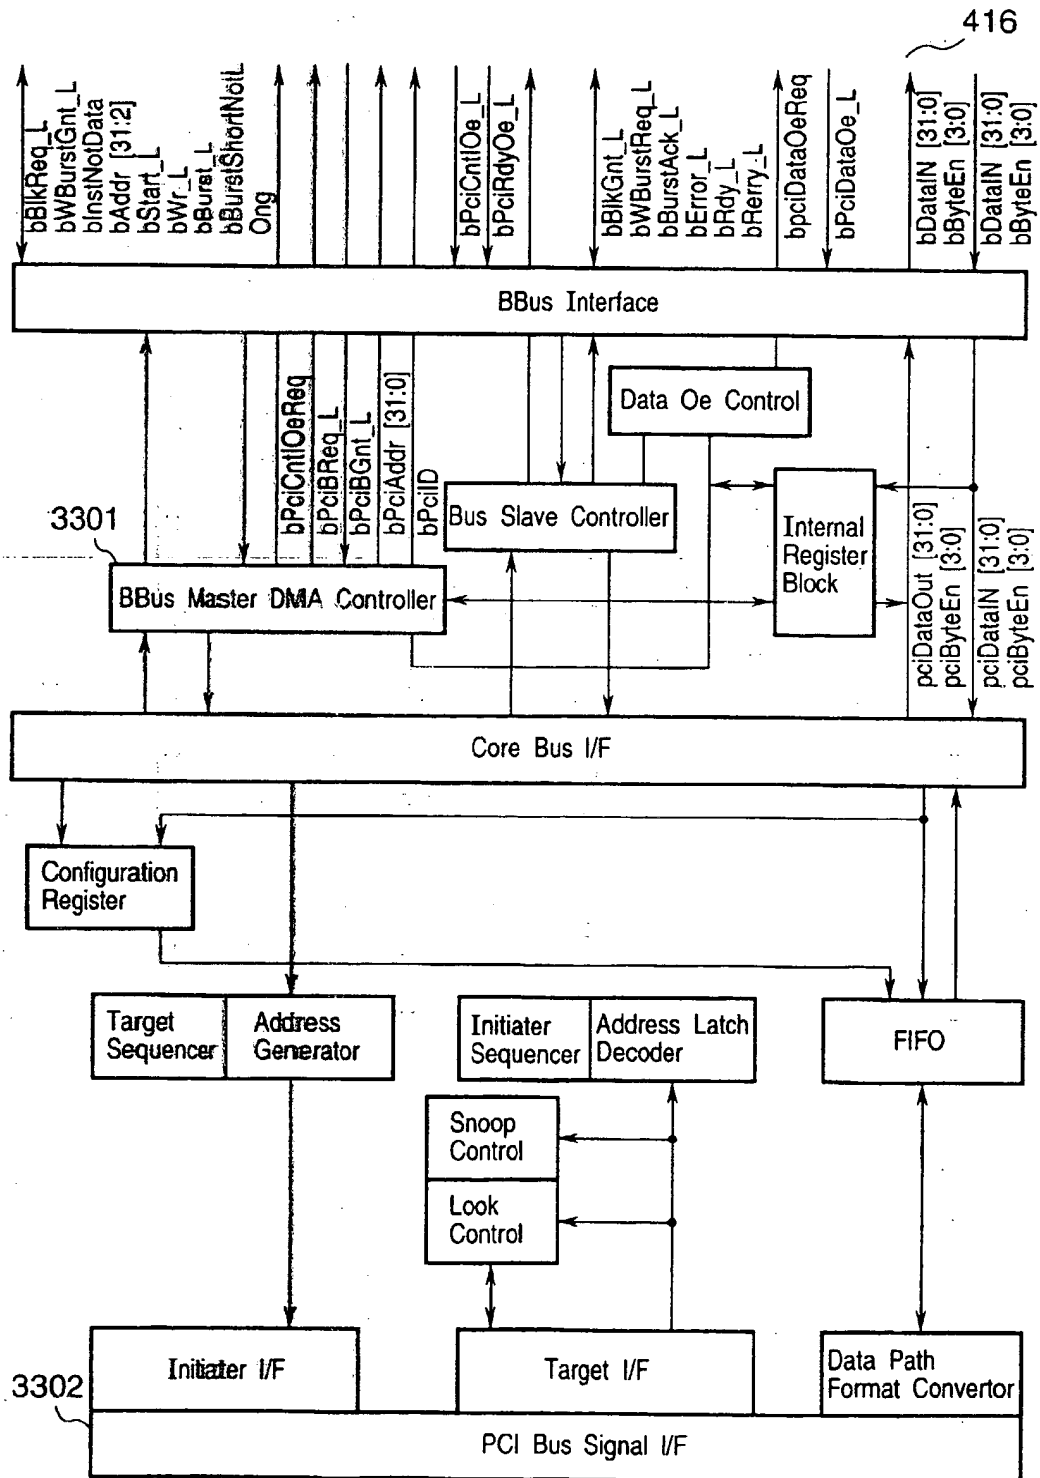 416
bBlkReq_L
bWBurstGnt_L
bInstNotData
bAddr [31:2]
bStart_L
bWr_L
bBurst_L
bBurstShortNotL
Ong
bPciCntlOe_L
bPciRdyOe_L
bBlkGnt_L
bWBurstReq_L
bBurstAck_L
bError_L
bRdy_L
bRerry_L
bpciDataOeReq
bPciDataOe_L
bDataIN [31:0]
bByteEn [3:0]
bDataIN [31:0]
bByteEn [3:0]
BBus Interface
bPciCntlOeReq
bPciBReq_L
bPciBGnt_L
bPciAddr [31:0]
bPciID
Data Oe Control
Bus Slave Controller
Internal
Register
Block
3301
BBus Master DMA Controller
pciDataOut [31:0]
pciByteEn [3:0]
pciDataIN [31:0]
pciByteEn [3:0]
Core Bus I/F
Configuration
Register
Target
Sequencer
Address
Generator
Initiater
Sequencer
Address Latch
Decoder
FIFO
Snoop
Control
Look
Control
Initiater I/F
Target I/F
Data Path
Format Convertor
3302
PCI Bus Signal I/F